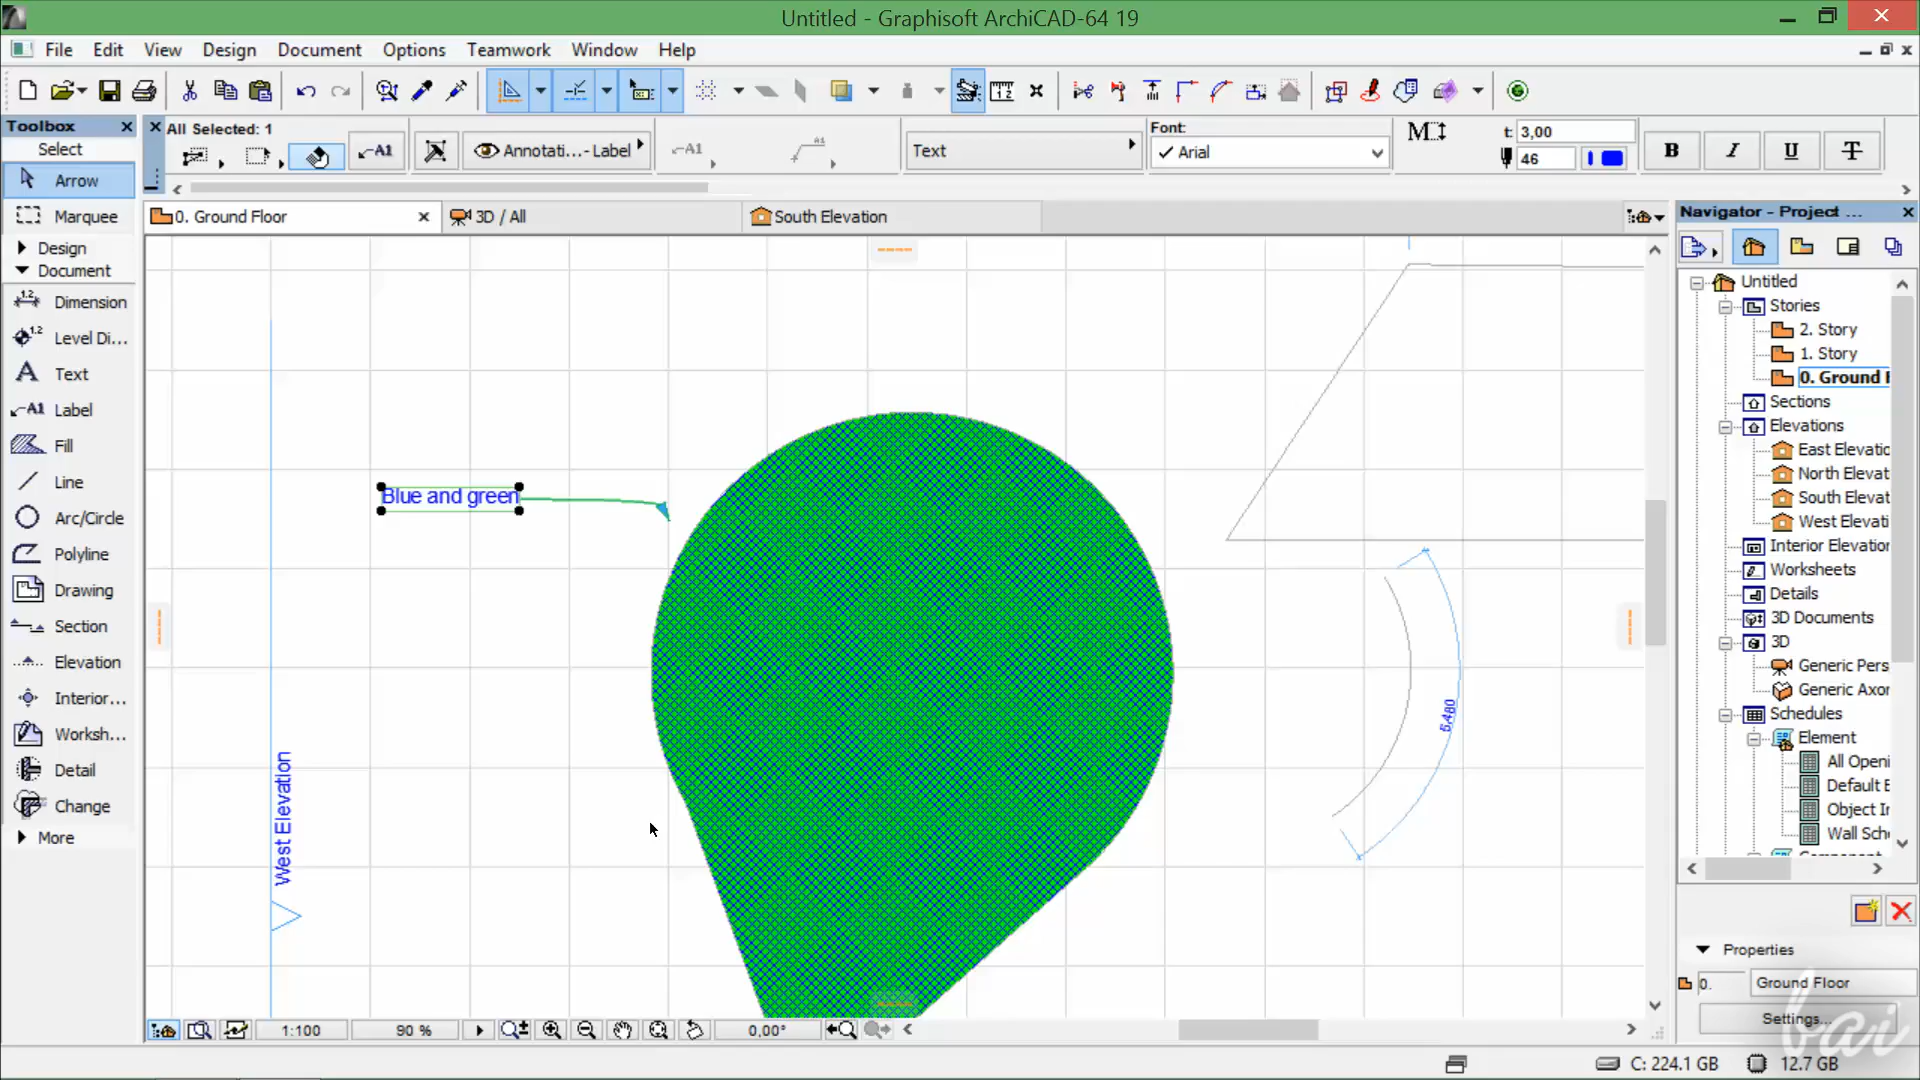 Untitled - Graphisoft ArchiCAD-64 19
File Edit View Design Document Options Teamwork Window Help
Toolbox
Select
Arrow
Marquee
Design
Document
Dimension
Level Di...
Text
Label
Fill
Line
Arc/Circle
Polyline
Drawing
Section
Elevation
Interior...
Worksh...
Detail
Change
More
All Selected: 1
Annotati...- Label
Text
Font:
Arial
t: 3,00
46
B I U T
0. Ground Floor
3D / All
South Elevation
Blue and green
West Elevation
5,480
1:100
90 %
0,00°
Navigator - Project ...
Untitled
Stories
2. Story
1. Story
0. Ground F
Sections
Elevations
East Elevatic
North Elevat
South Elevat
West Elevati
Interior Elevation
Worksheets
Details
3D Documents
3D
Generic Pers
Generic Axor
Schedules
Element
All Openi
Default E
Object Ir
Wall Sch
Properties
0.
Ground Floor
Settings...
bai
C: 224.1 GB
12.7 GB